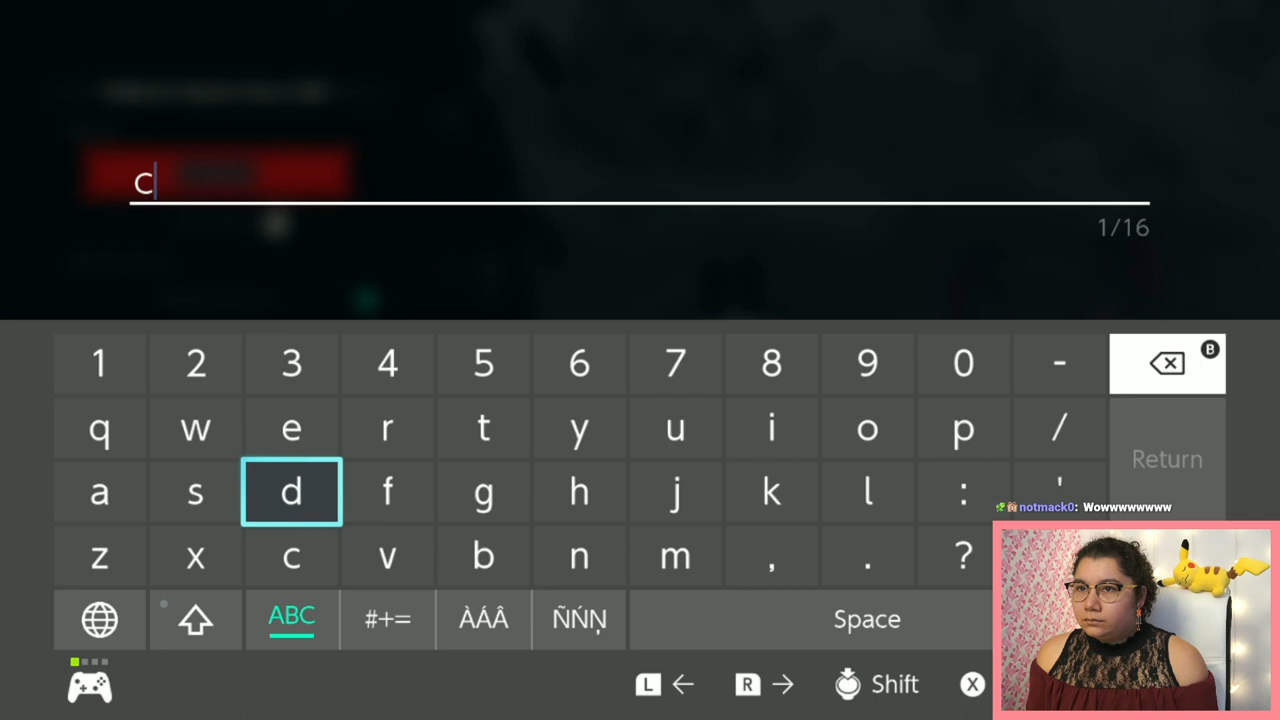 C
1/16
1 2 3 4 5 6 7 8 9 0 - B
q w e r t y u i o p /
Return
a s d f g h j k l : '
notmack0: Wowwwwwwww
z x c v b n m , . ?
ABC #+= ÀÁÂ ÑŃŅ Space
L ← R → Shift X